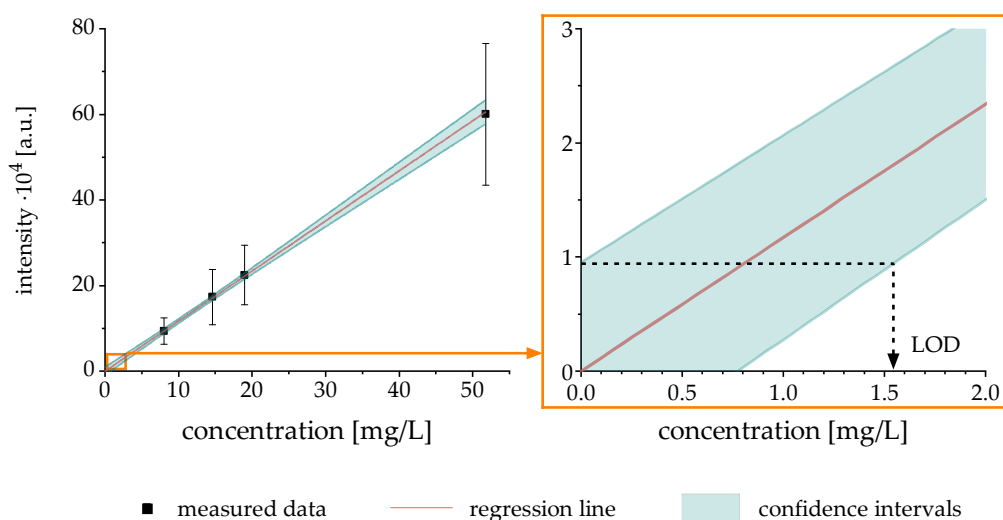 80
60
40
20
0
intensity ·10⁴ [a.u.]
0 10 20 30 40 50
concentration [mg/L]
3
2
1
0
LOD
0.0 0.5 1.0 1.5 2.0
concentration [mg/L]
measured data regression line confidence intervals